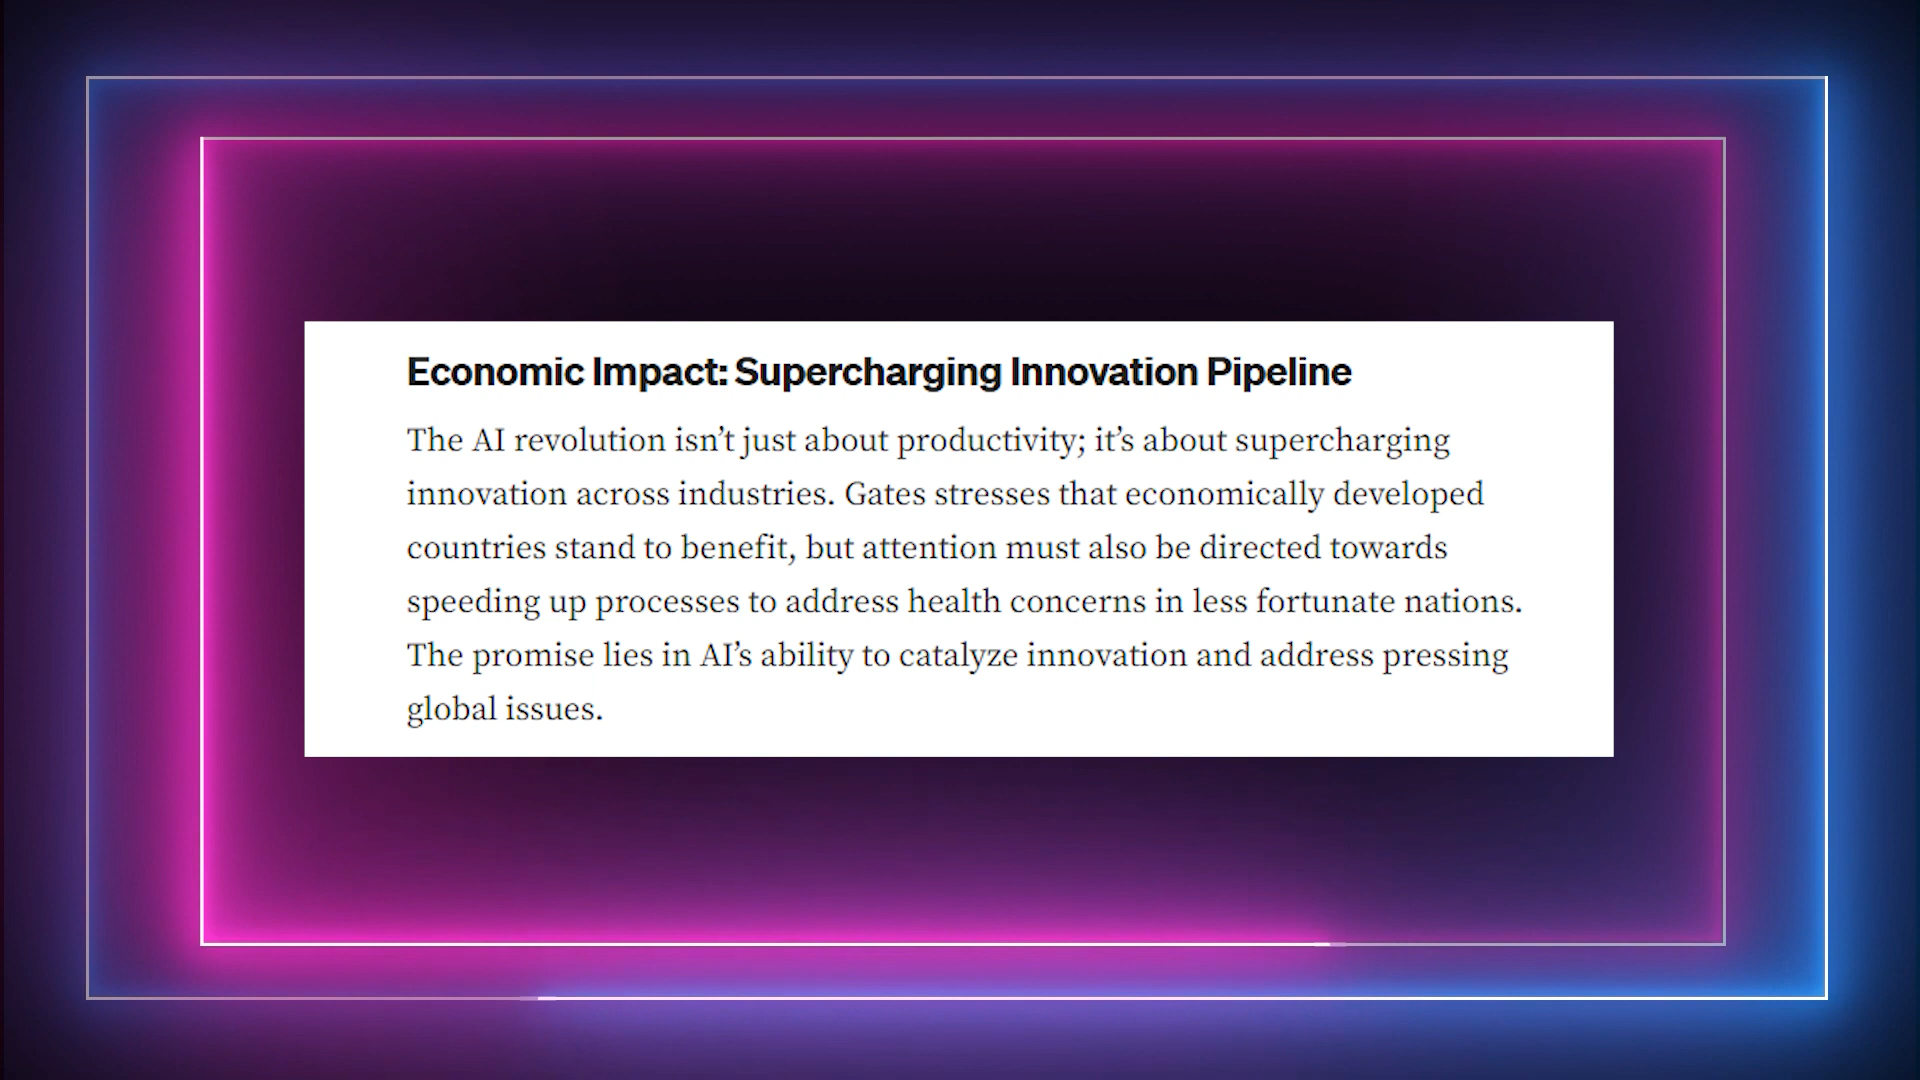 Economic Impact: Supercharging Innovation Pipeline
The AI revolution isn’t just about productivity; it’s about supercharging
innovation across industries. Gates stresses that economically developed
countries stand to benefit, but attention must also be directed towards
speeding up processes to address health concerns in less fortunate nations.
The promise lies in AI’s ability to catalyze innovation and address pressing
global issues.